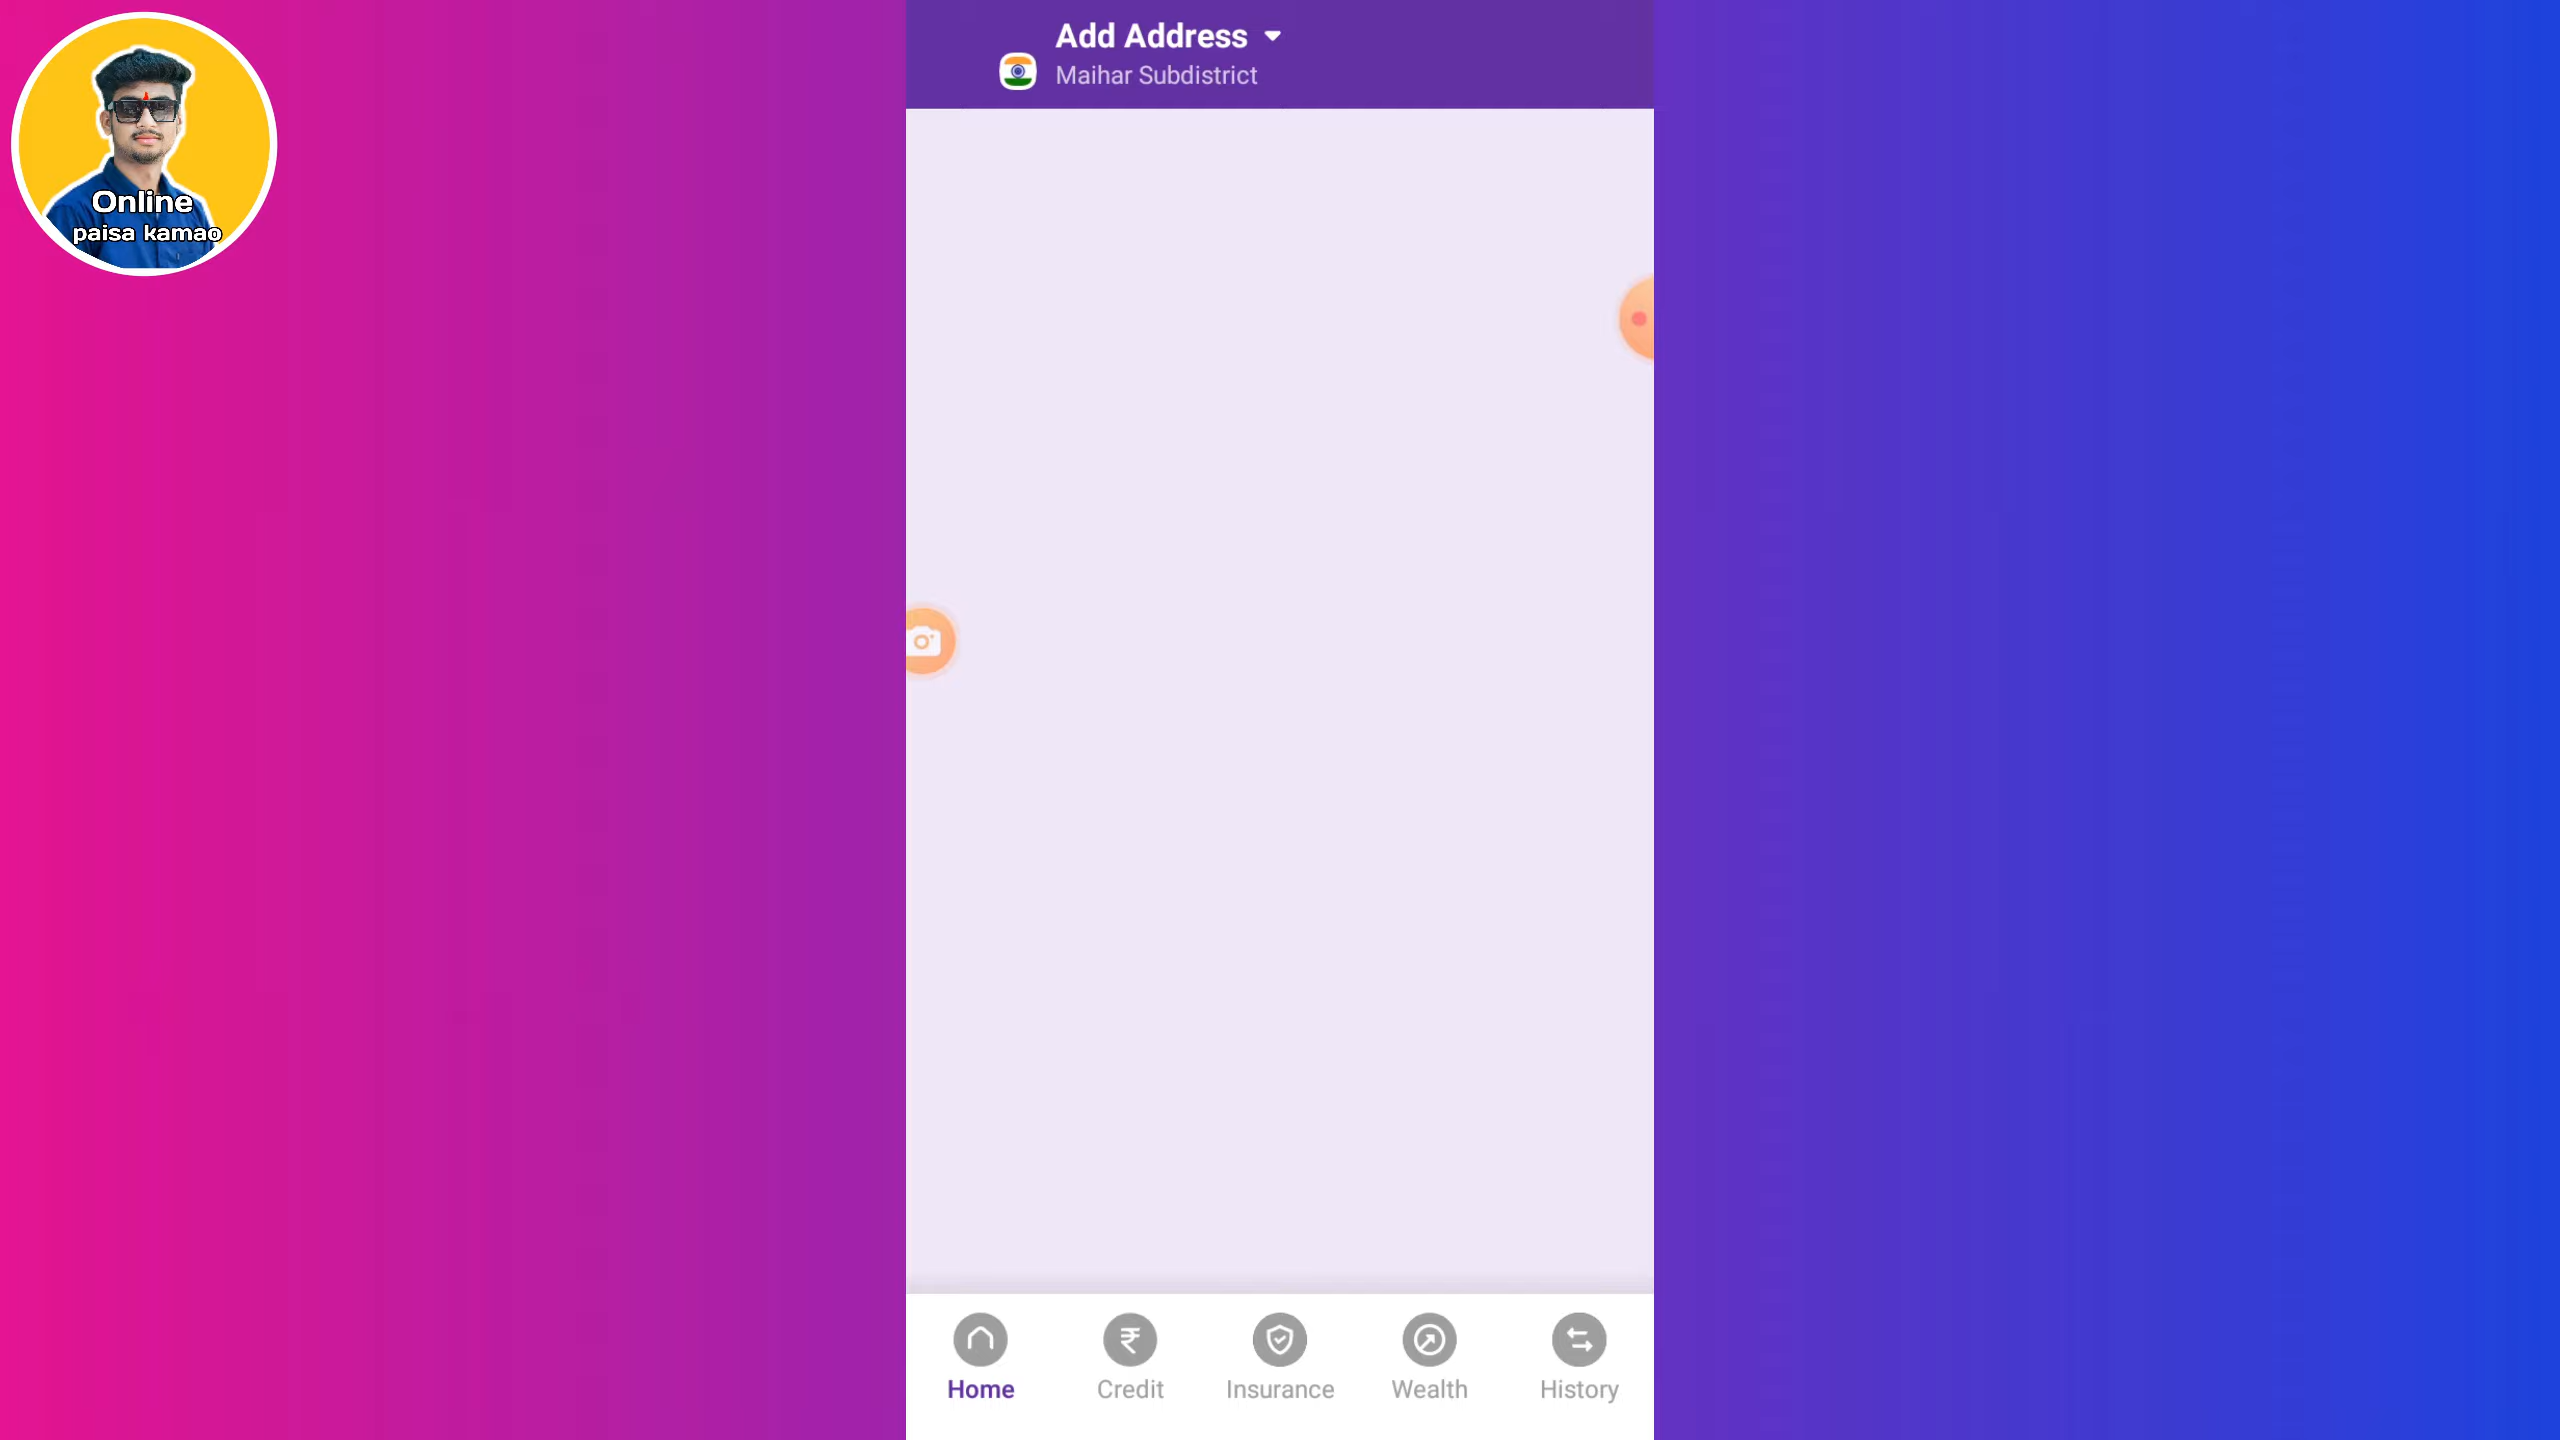 Online
paisa kamao
Add Address
Maihar Subdistrict
Home
Credit
Insurance
Wealth
History